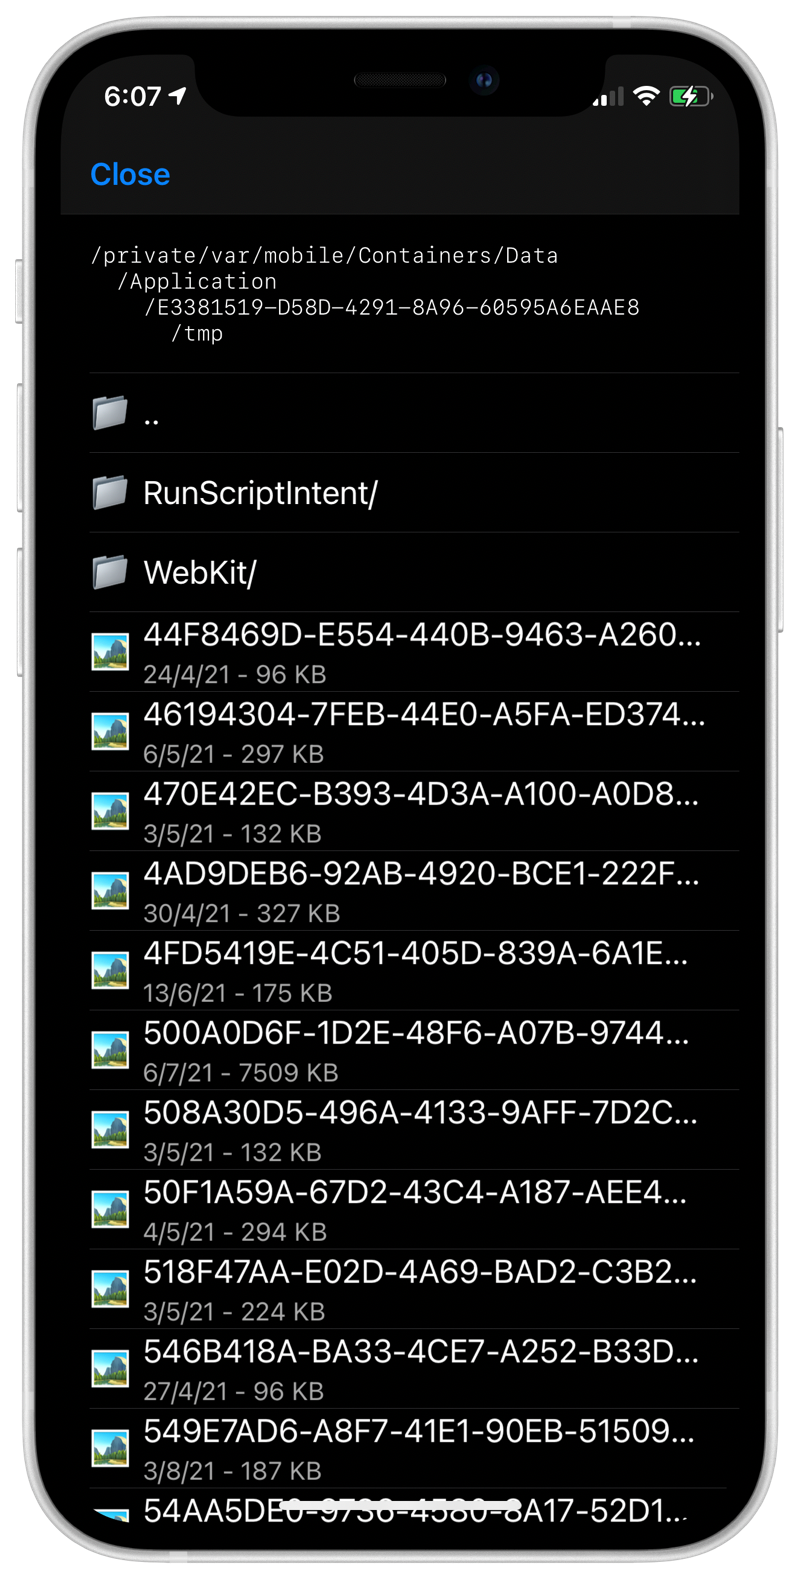 6:07
Close
/private/var/mobile/Containers/Data
/Application
/E3381519-D58D-4291-8A96-60595A6EAAE8
/tmp
..
RunScriptIntent/
WebKit/
44F8469D-E554-440B-9463-A260...
24/4/21 - 96 KB
46194304-7FEB-44E0-A5FA-ED374...
6/5/21 - 297 KB
470E42EC-B393-4D3A-A100-A0D8...
3/5/21 - 132 KB
4AD9DEB6-92AB-4920-BCE1-222F...
30/4/21 - 327 KB
4FD5419E-4C51-405D-839A-6A1E...
13/6/21 - 175 KB
500A0D6F-1D2E-48F6-A07B-9744...
6/7/21 - 7509 KB
508A30D5-496A-4133-9AFF-7D2C...
3/5/21 - 132 KB
50F1A59A-67D2-43C4-A187-AEE4...
4/5/21 - 294 KB
518F47AA-E02D-4A69-BAD2-C3B2...
3/5/21 - 224 KB
546B418A-BA33-4CE7-A252-B33D...
27/4/21 - 96 KB
549E7AD6-A8F7-41E1-90EB-51509...
3/8/21 - 187 KB
54AA5DE0-9736-4580-8A17-52D1...